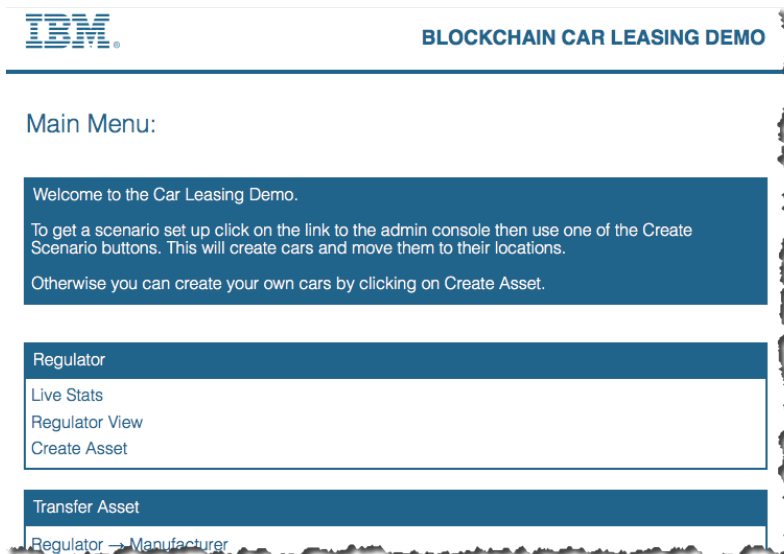 IBM®
BLOCKCHAIN CAR LEASING DEMO
Main Menu:
Welcome to the Car Leasing Demo.
To get a scenario set up click on the link to the admin console then use one of the Create
Scenario buttons. This will create cars and move them to their locations.
Otherwise you can create your own cars by clicking on Create Asset.
Regulator
Live Stats
Regulator View
Create Asset
Transfer Asset
Regulator → Manufacturer